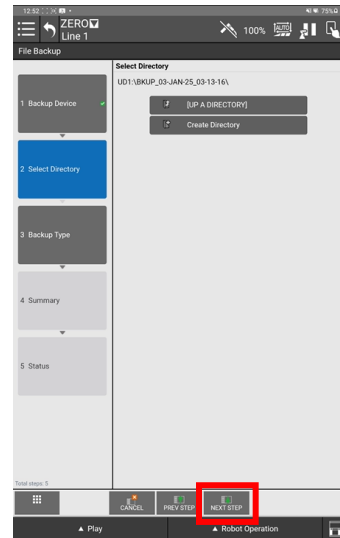 12:52
75%
ZERO
Line 1
100%
AUTO
File Backup
Select Directory
UD1:\BKUP_03-JAN-25_03-13-16\
1 Backup Device
[UP A DIRECTORY]
Create Directory
2 Select Directory
3 Backup Type
4 Summary
5 Status
Total steps: 5
CANCEL
PREV STEP
NEXT STEP
▲ Play
▲ Robot Operation